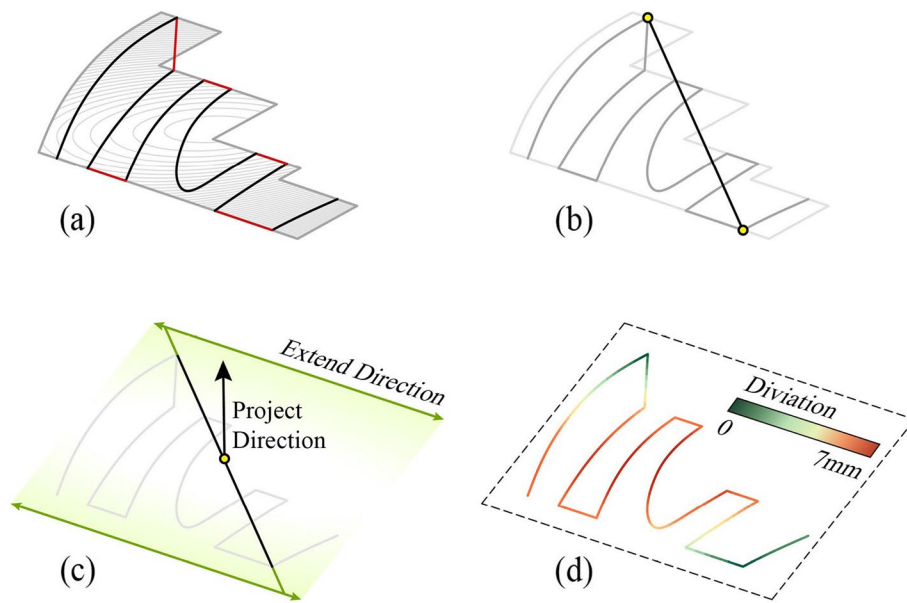 (a)
(b)
Extend Direction
Project
Direction
(c)
Diviation
0
7mm
(d)